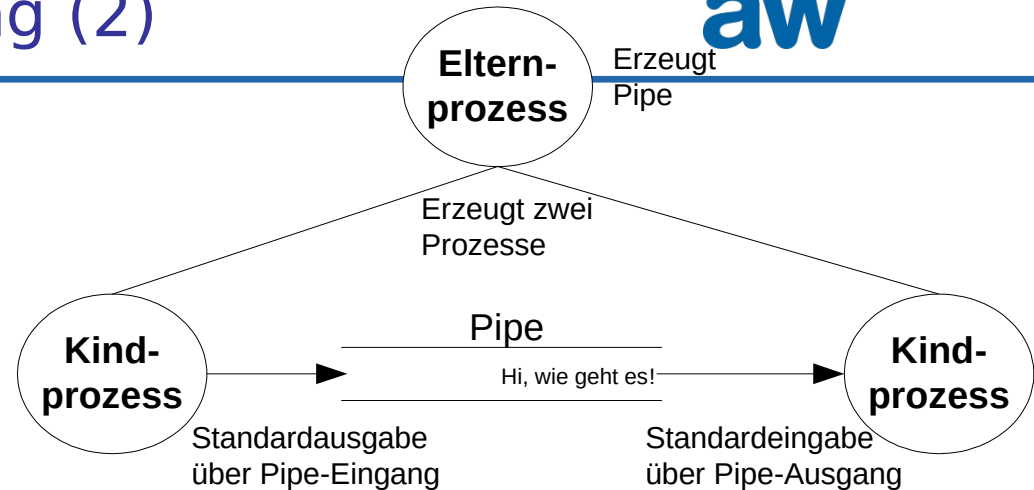 ng (2)
aw
Eltern-
prozess
Erzeugt
Pipe
Erzeugt zwei
Prozesse
Pipe
Kind-
prozess
Hi, wie geht es!
Kind-
prozess
Standardausgabe
über Pipe-Eingang
Standardeingabe
über Pipe-Ausgang